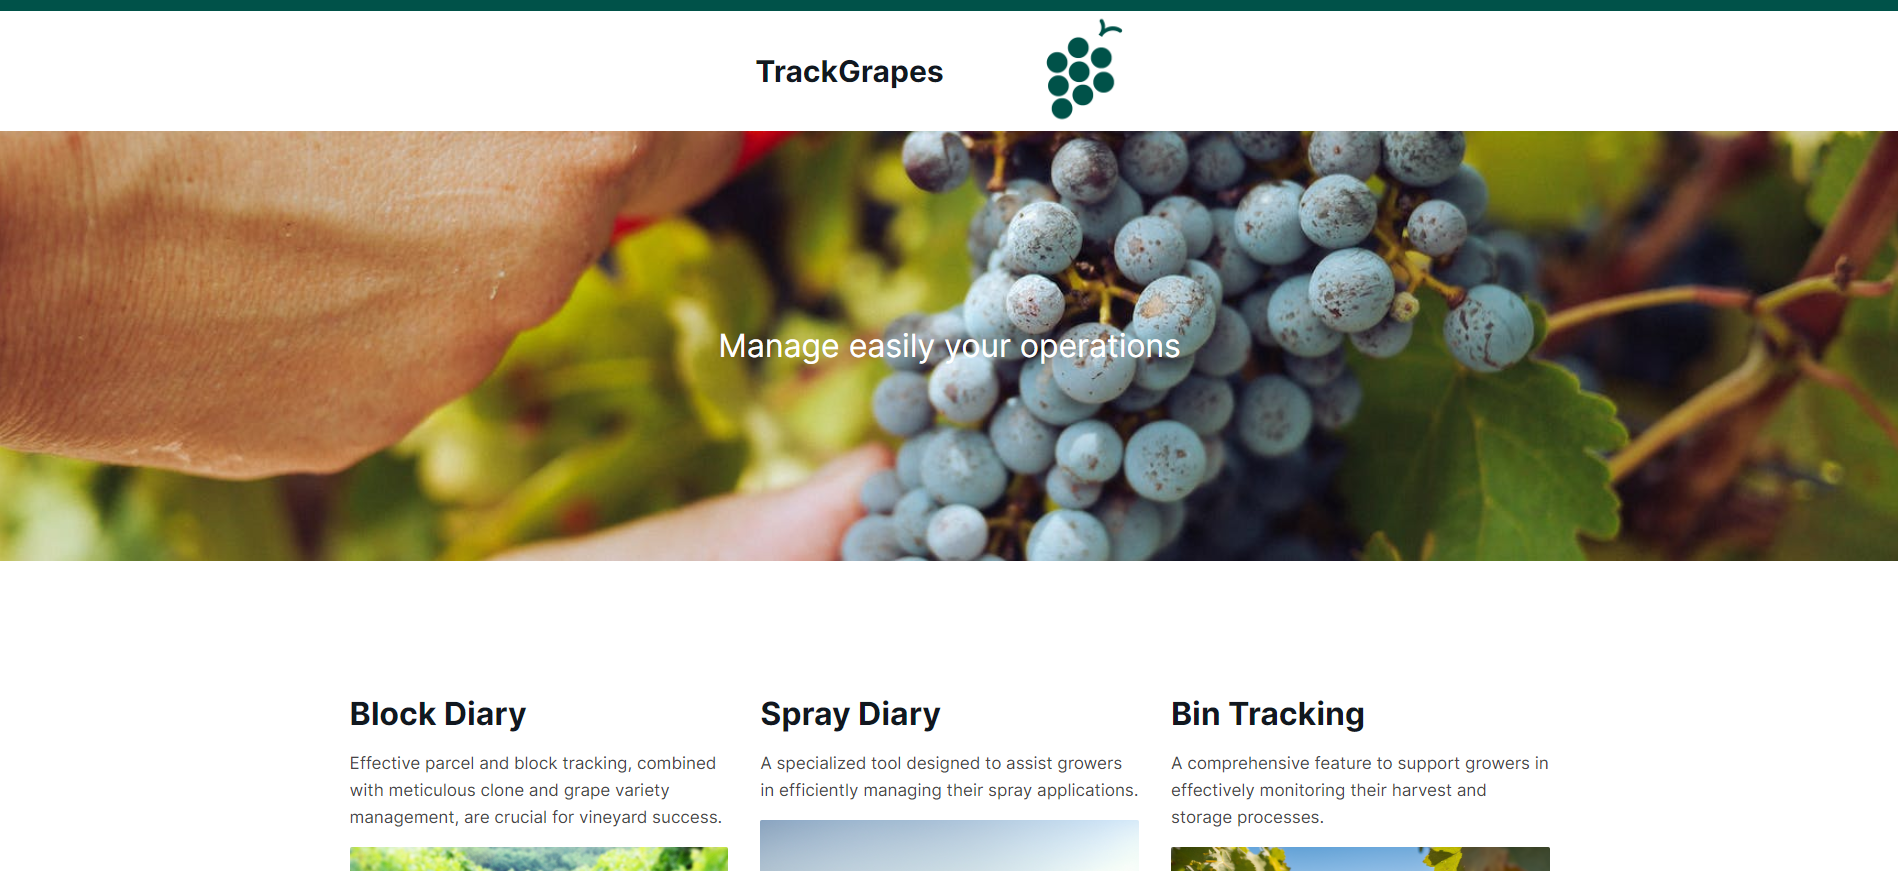 TrackGrapes
Manage easily your operations
Block Diary
Effective parcel and block tracking, combined
with meticulous clone and grape variety
management, are crucial for vineyard success.
Spray Diary
A specialized tool designed to assist growers
in efficiently managing their spray applications.
Bin Tracking
A comprehensive feature to support growers in
effectively monitoring their harvest and
storage processes.